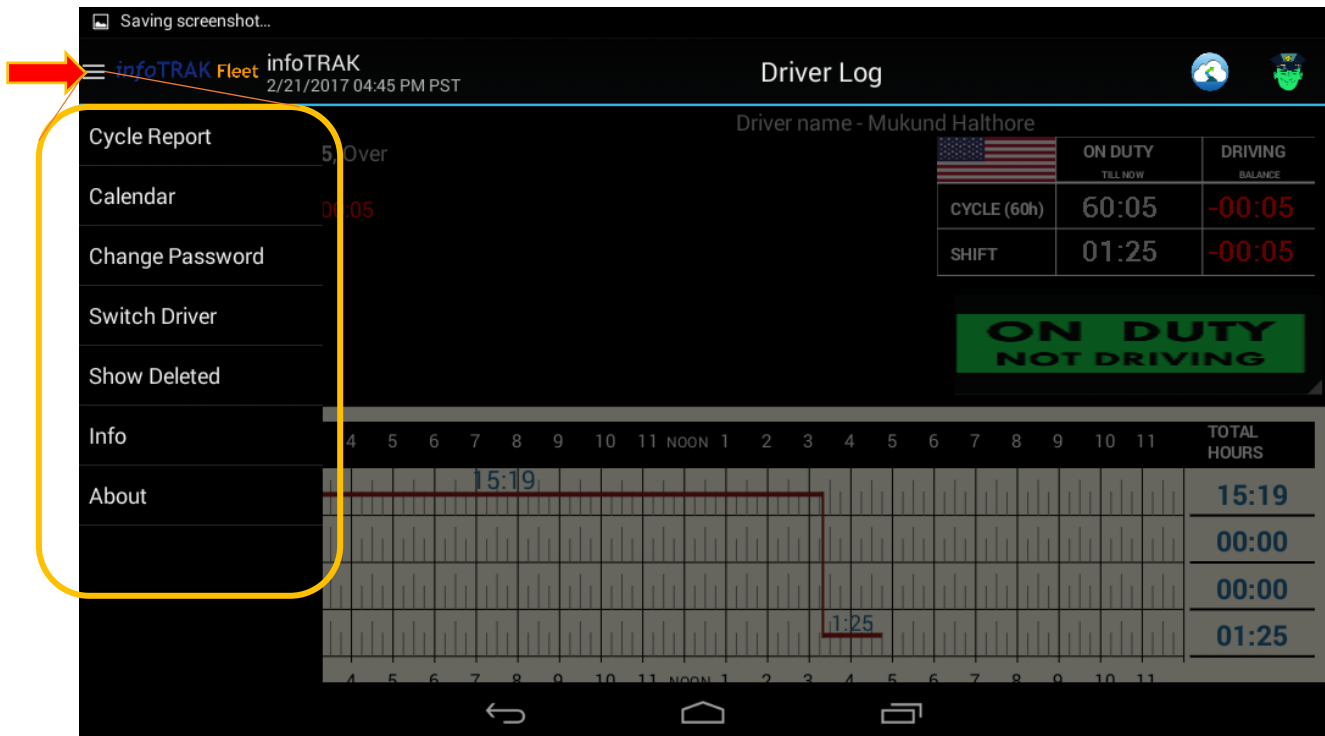 Saving screenshot...
infoTRAK Fleet
infoTRAK
2/21/2017 04:45 PM PST
Driver Log
Cycle Report
Calendar
Change Password
Switch Driver
Show Deleted
Info
About
Driver name - Mukund Halthore
5, Over
00:05
ON DUTY DRIVING
TILL NOW BALANCE
CYCLE (60h) 60:05 -00:05
SHIFT 01:25 -00:05
ON DUTY
NOT DRIVING
4 5 6 7 8 9 10 11 NOON 1 2 3 4 5 6 7 8 9 10 11 TOTAL HOURS
15:19 15:19
00:00
00:00
1:25 01:25
4 5 6 7 8 9 10 11 NOON 1 2 3 4 5 6 7 8 9 10 11